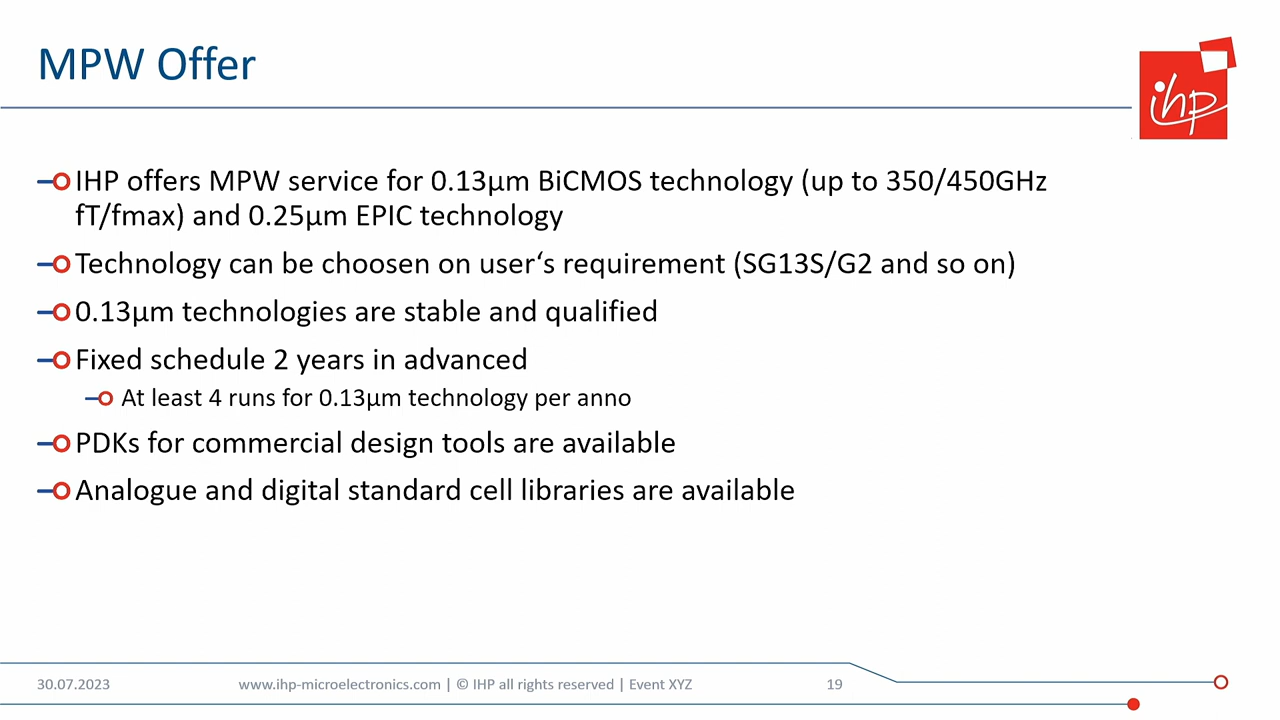 MPW Offer
ihp
IHP offers MPW service for 0.13µm BiCMOS technology (up to 350/450GHz
fT/fmax) and 0.25µm EPIC technology
Technology can be choosen on user‘s requirement (SG13S/G2 and so on)
0.13µm technologies are stable and qualified
Fixed schedule 2 years in advanced
At least 4 runs for 0.13µm technology per anno
PDKs for commercial design tools are available
Analogue and digital standard cell libraries are available
30.07.2023 www.ihp-microelectronics.com | © IHP all rights reserved | Event XYZ 19